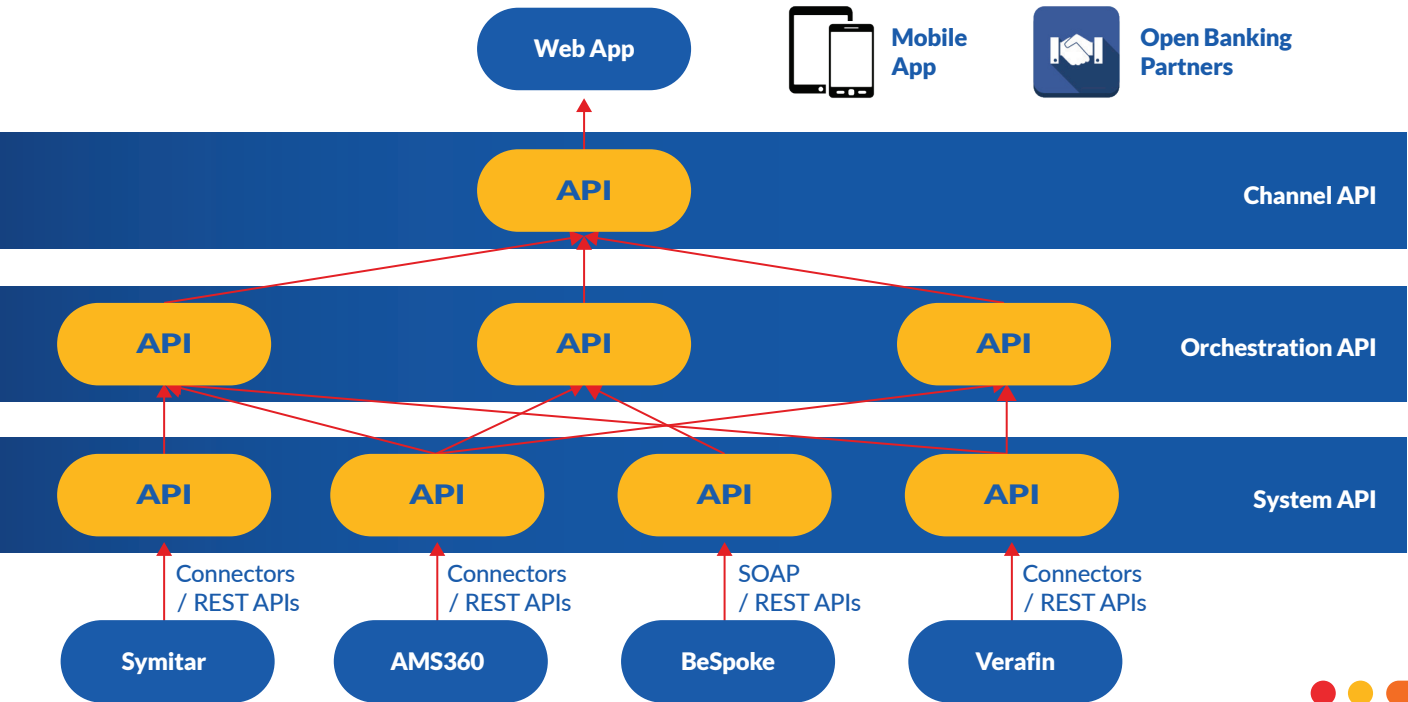 Web App
Mobile
App
Open Banking
Partners
API
Channel API
API
API
API
Orchestration API
API
API
API
API
System API
Connectors
/ REST APIs
Connectors
/ REST APIs
SOAP
/ REST APIs
Connectors
/ REST APIs
Symitar
AMS360
BeSpoke
Verafin